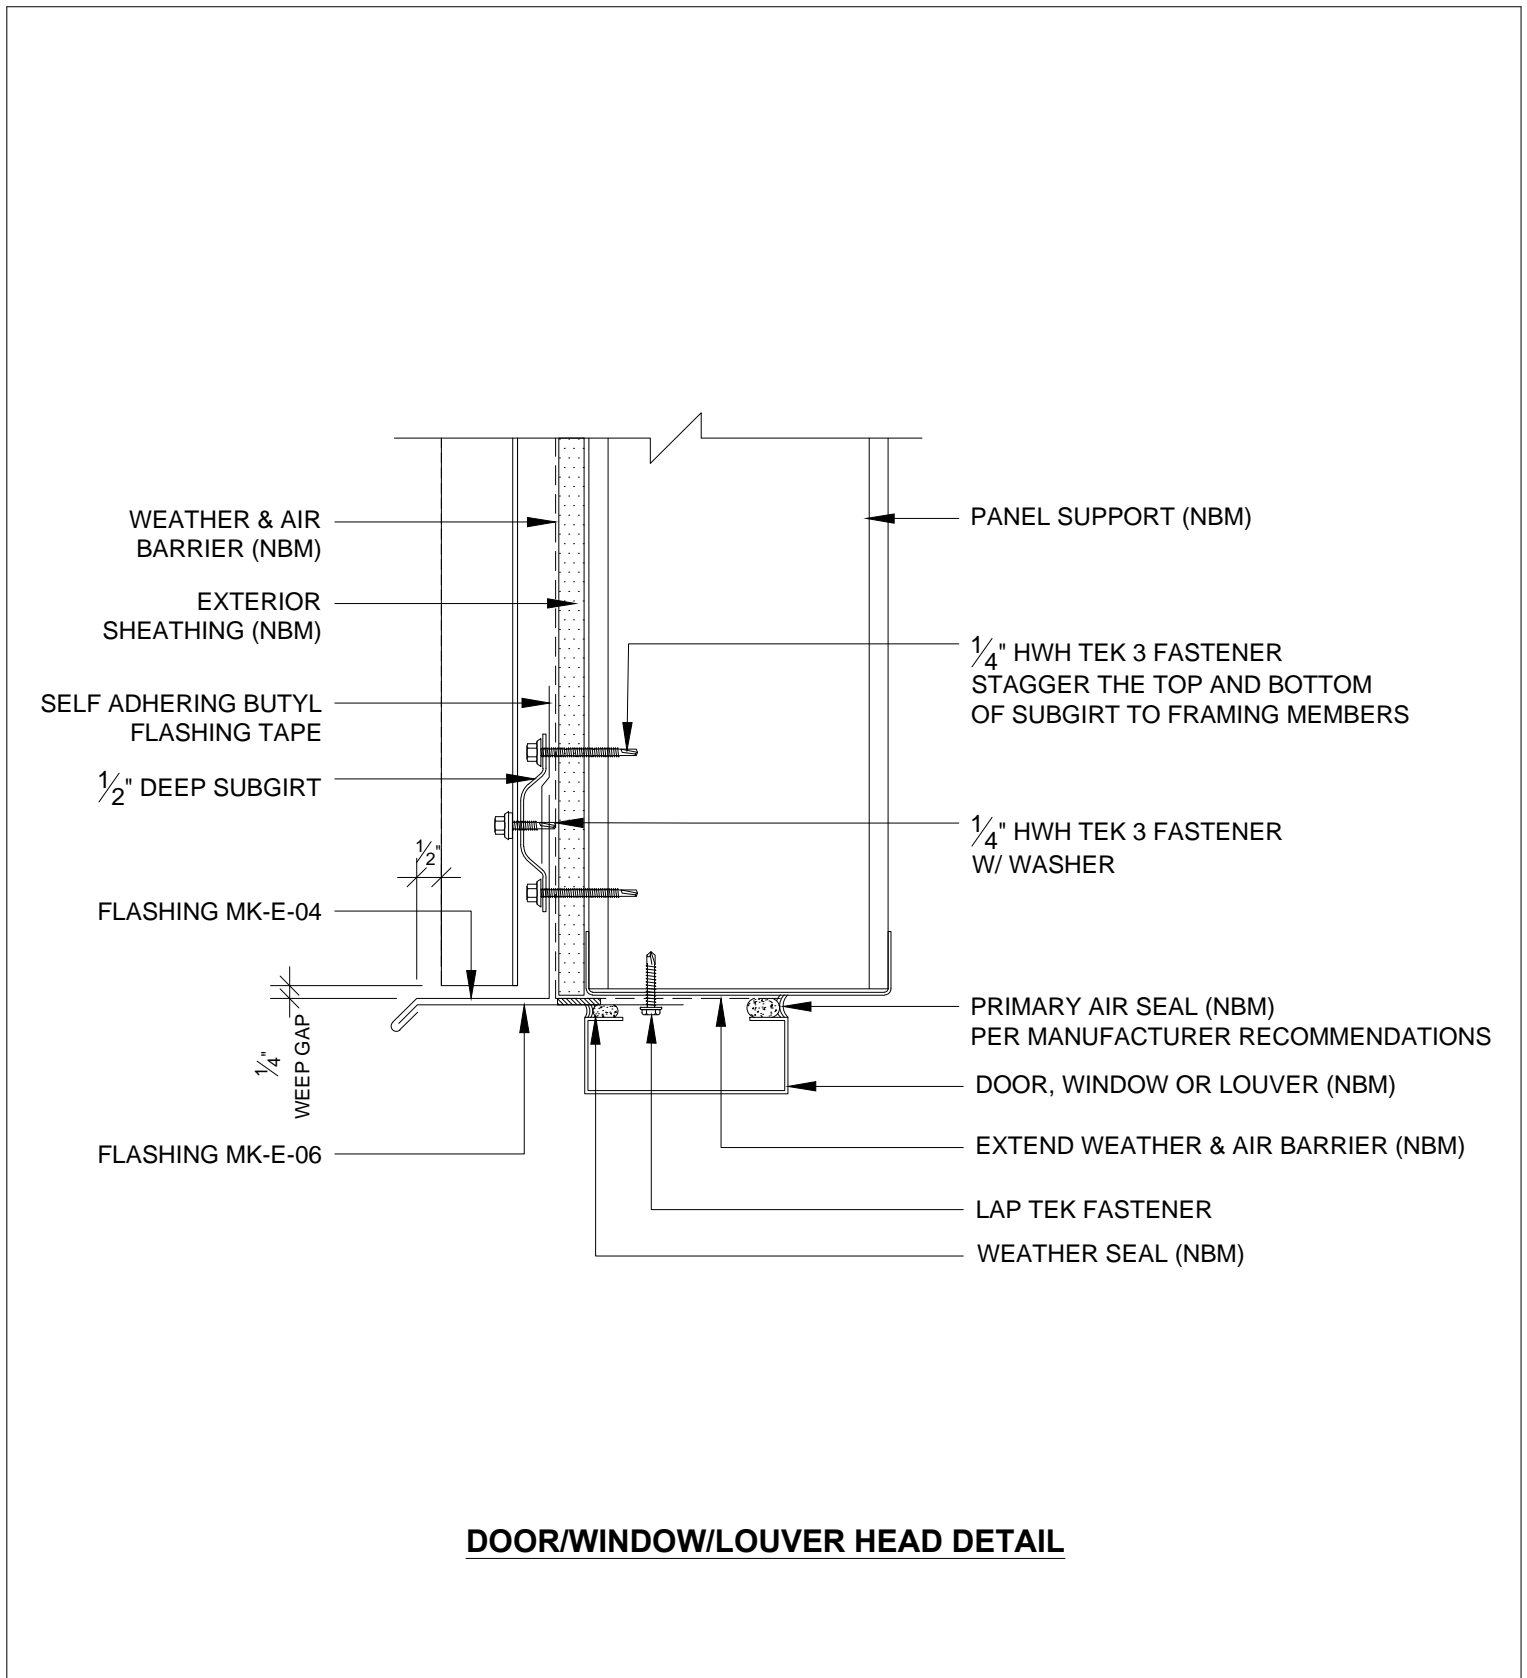 WEATHER & AIR
BARRIER (NBM)
EXTERIOR
SHEATHING (NBM)
SELF ADHERING BUTYL
FLASHING TAPE
1/2" DEEP SUBGIRT
1/2"
FLASHING MK-E-04
1/4"
WEEP GAP
FLASHING MK-E-06
PANEL SUPPORT (NBM)
1/4" HWH TEK 3 FASTENER
STAGGER THE TOP AND BOTTOM
OF SUBGIRT TO FRAMING MEMBERS
1/4" HWH TEK 3 FASTENER
W/ WASHER
PRIMARY AIR SEAL (NBM)
PER MANUFACTURER RECOMMENDATIONS
DOOR, WINDOW OR LOUVER (NBM)
EXTEND WEATHER & AIR BARRIER (NBM)
LAP TEK FASTENER
WEATHER SEAL (NBM)
DOOR/WINDOW/LOUVER HEAD DETAIL